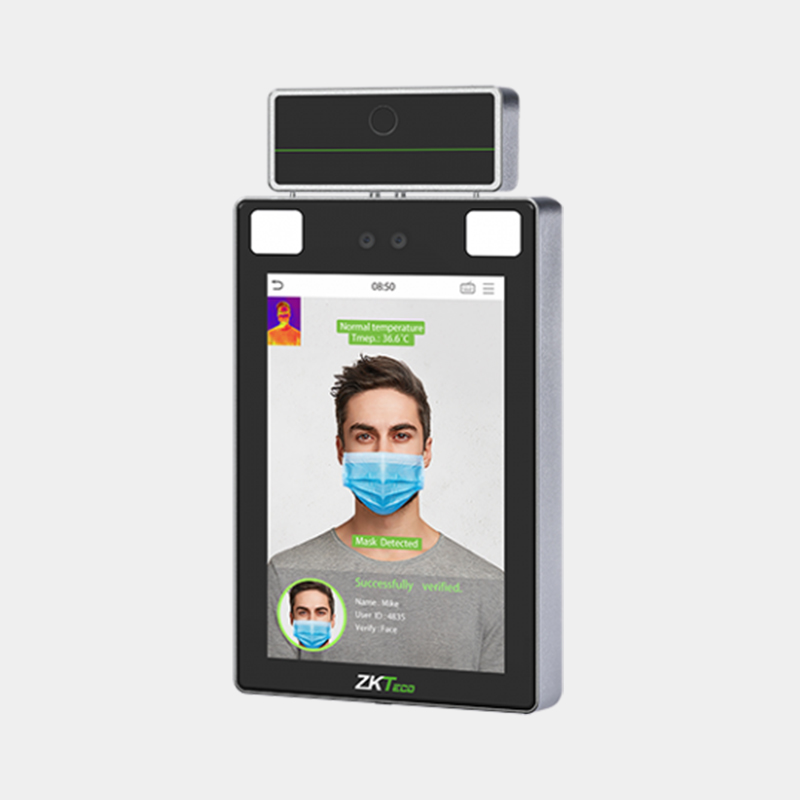 08:50
Normal temperature
Tmep.: 36.6°C
Mask Detected
Successfully verified.
Name : Mike
User ID : 4835
Verify : Face
ZKTECO